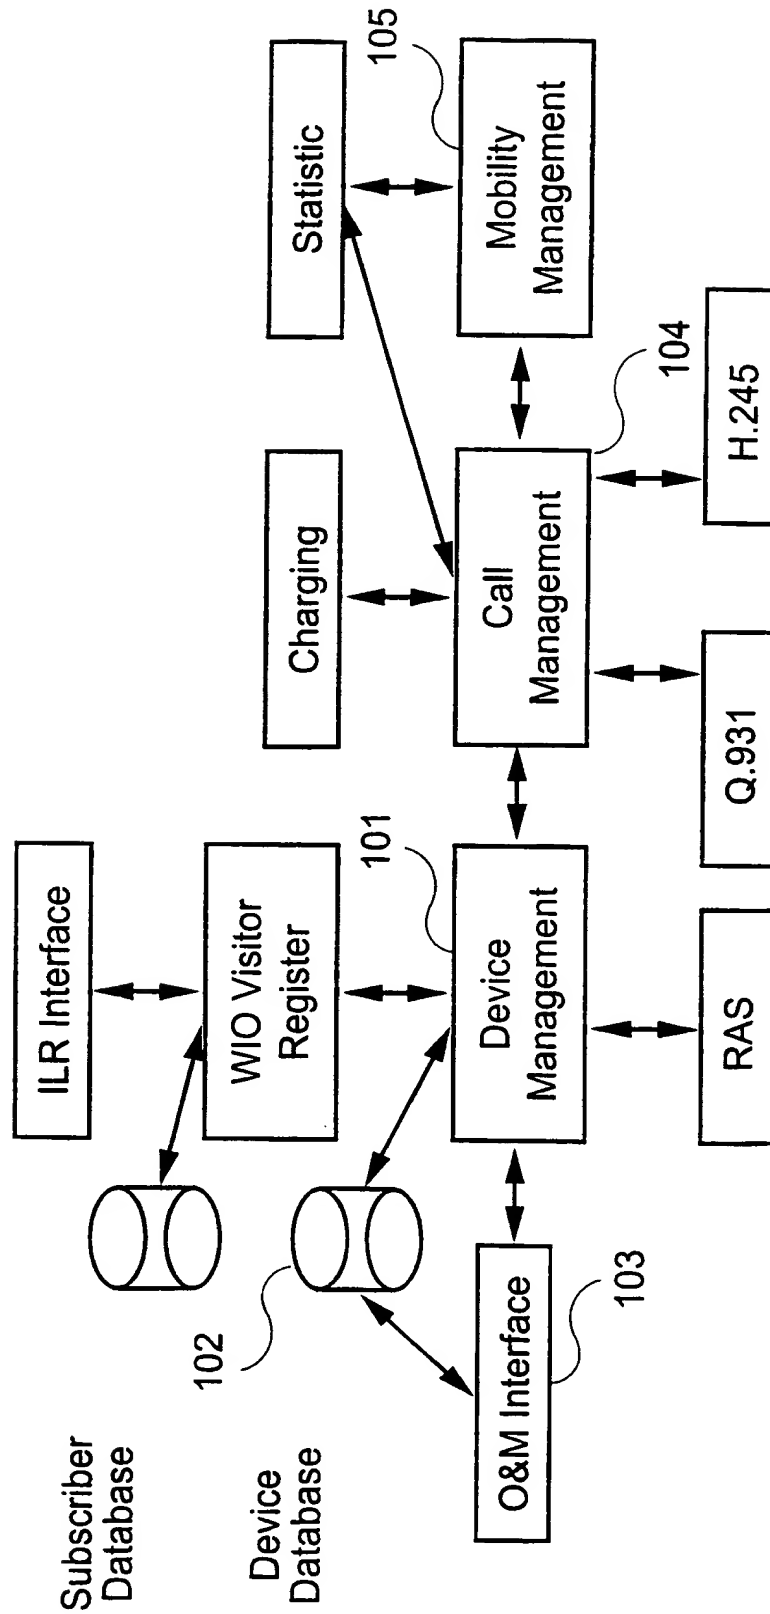 Subscriber
Database
ILR Interface
WIO Visitor
Register
Device
Database
102
101
Charging
Statistic
105
O&M Interface
103
Device
Management
Call
Management
104
Mobility
Management
RAS
Q.931
H.245